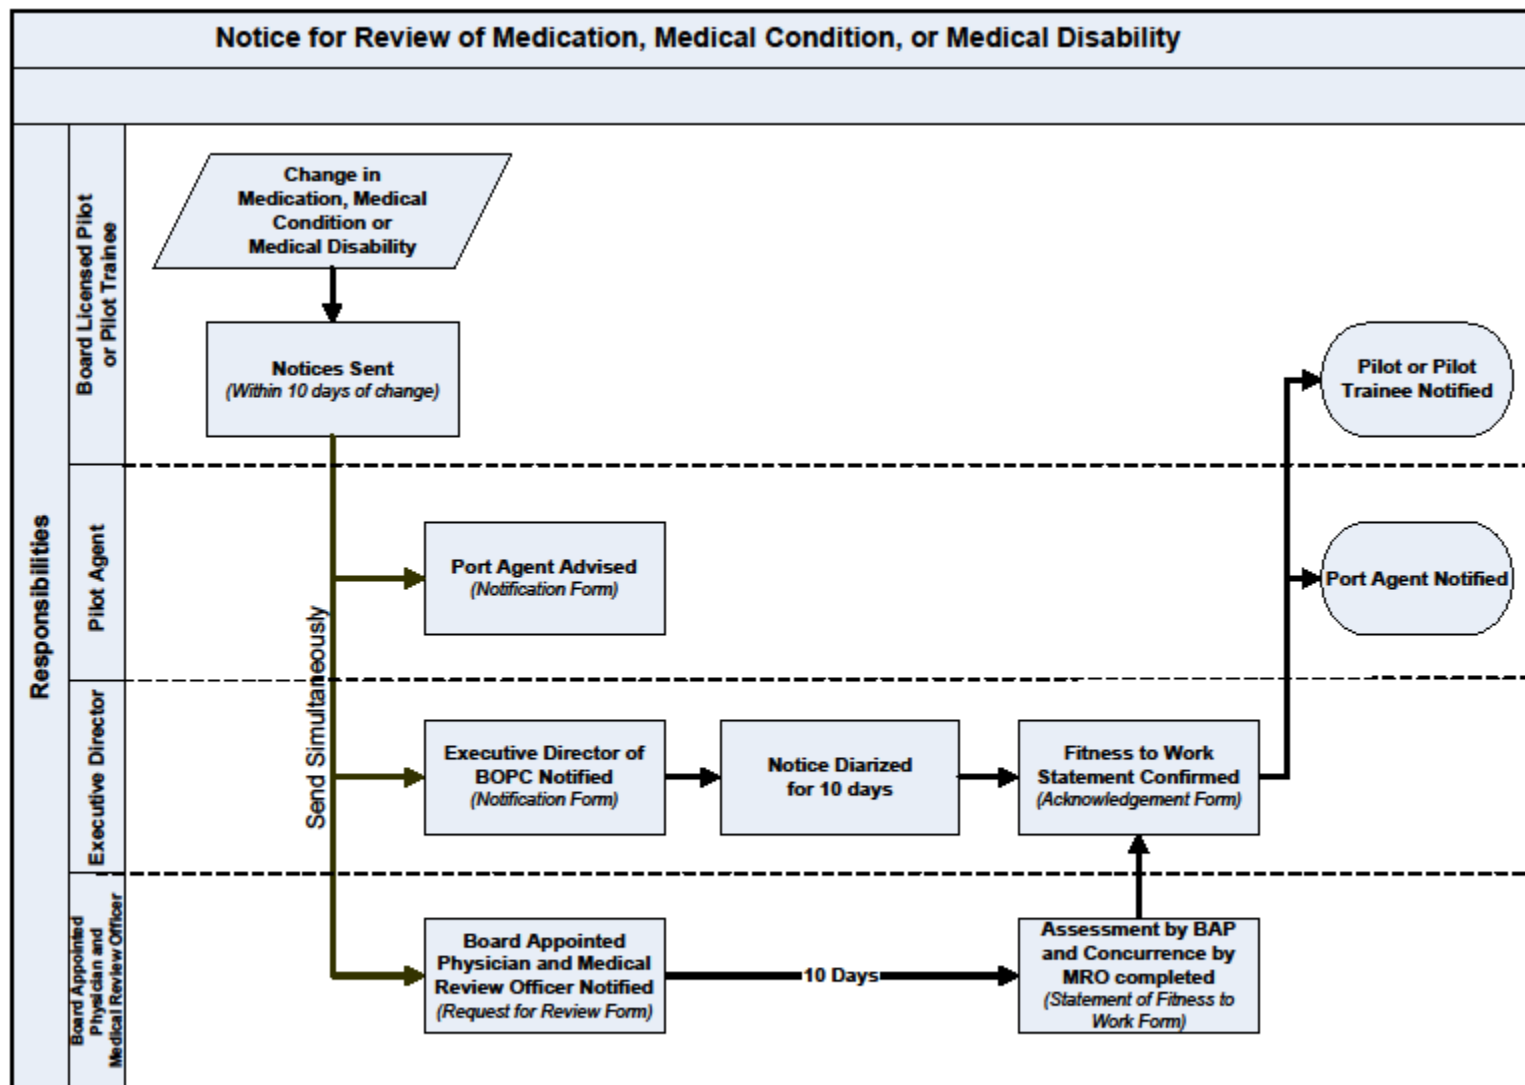 Notice for Review of Medication, Medical Condition, or Medical Disability
Responsibilities
Board Licensed Pilot
or Pilot Trainee
Change in
Medication, Medical
Condition or
Medical Disability
Notices Sent
(Within 10 days of change)
Pilot or Pilot
Trainee Notified
Pilot Agent
Send Simultaneously
Port Agent Advised
(Notification Form)
Port Agent Notified
Executive Director
Executive Director of
BOPC Notified
(Notification Form)
Notice Diarized
for 10 days
Fitness to Work
Statement Confirmed
(Acknowledgement Form)
Board Appointed
Physician and
Medical Review Officer
Board Appointed
Physician and Medical
Review Officer Notified
(Request for Review Form)
10 Days
Assessment by BAP
and Concurrence by
MRO completed
(Statement of Fitness to
Work Form)